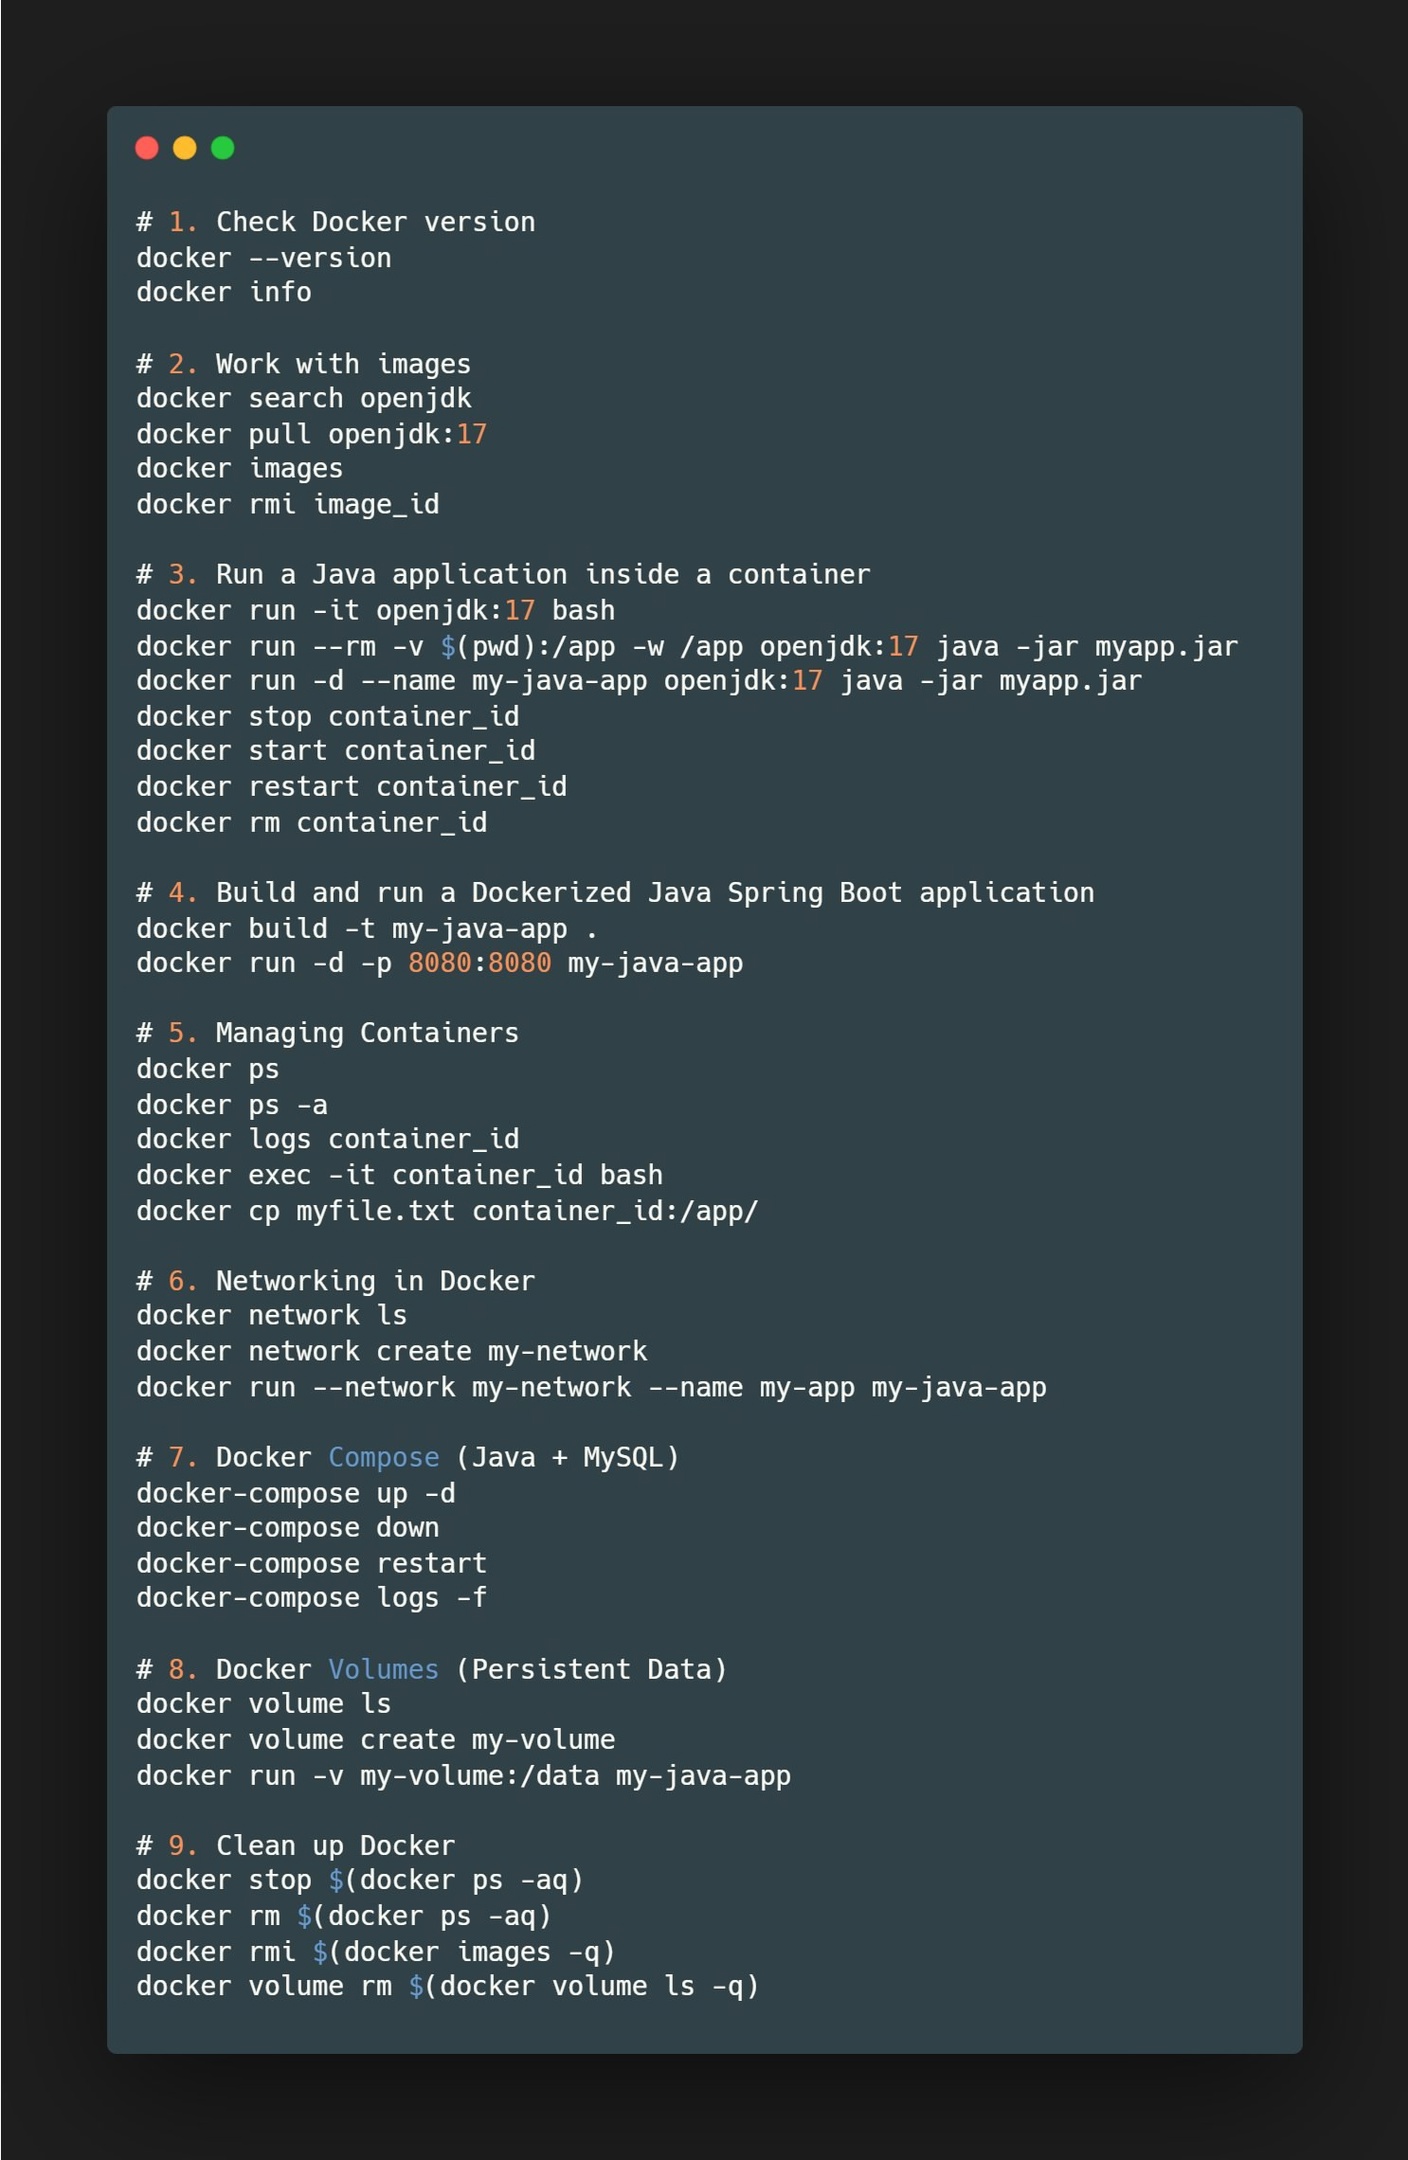 # 1. Check Docker version
docker --version
docker info
# 2. Work with images
docker search openjdk
docker pull openjdk:17
docker images
docker rmi image_id
# 3. Run a Java application inside a container
docker run -it openjdk:17 bash
docker run --rm -v $(pwd):/app -w /app openjdk:17 java -jar myapp.jar
docker run -d --name my-java-app openjdk:17 java -jar myapp.jar
docker stop container_id
docker start container_id
docker restart container_id
docker rm container_id
# 4. Build and run a Dockerized Java Spring Boot application
docker build -t my-java-app .
docker run -d -p 8080:8080 my-java-app
# 5. Managing Containers
docker ps
docker ps -a
docker logs container_id
docker exec -it container_id bash
docker cp myfile.txt container_id:/app/
# 6. Networking in Docker
docker network ls
docker network create my-network
docker run --network my-network --name my-app my-java-app
# 7. Docker Compose (Java + MySQL)
docker-compose up -d
docker-compose down
docker-compose restart
docker-compose logs -f
# 8. Docker Volumes (Persistent Data)
docker volume ls
docker volume create my-volume
docker run -v my-volume:/data my-java-app
# 9. Clean up Docker
docker stop $(docker ps -aq)
docker rm $(docker ps -aq)
docker rmi $(docker images -q)
docker volume rm $(docker volume ls -q)